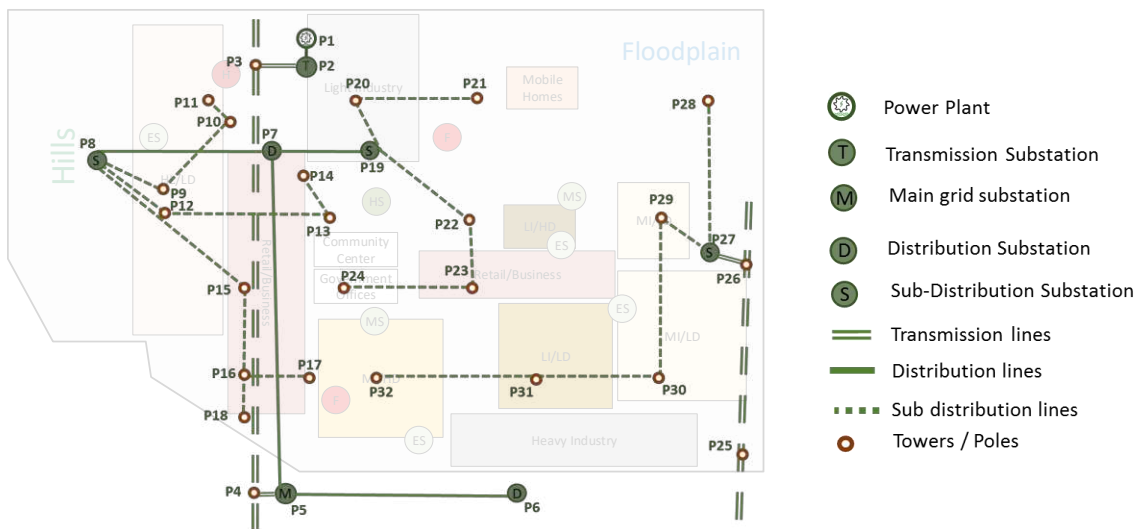 P1
P3
Floodplain
P2
H
Light Industry
P20
P21
Mobile
Homes
P28
P11
P10
ES
F
Hills
P8
P7
S
D
S
P19
P14
P9
HI/LD
P12
HS
MS
P13
P22
P29
LI/HD
P27
S
Community
Center
ES
P26
Retail/Business
P24
P23
Retail/Business
Government
Offices
P15
MS
ES
MI/LD
LI/LD
P16
P17
P32
P31
P30
P18
ES
Heavy Industry
P25
P4
M
D
P5
P6
Power Plant
T
Transmission Substation
M
Main grid substation
D
Distribution Substation
S
Sub-Distribution Substation
Transmission lines
Distribution lines
Sub distribution lines
Towers / Poles